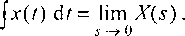 ∫x(t) dt = lim X(s).
s → 0